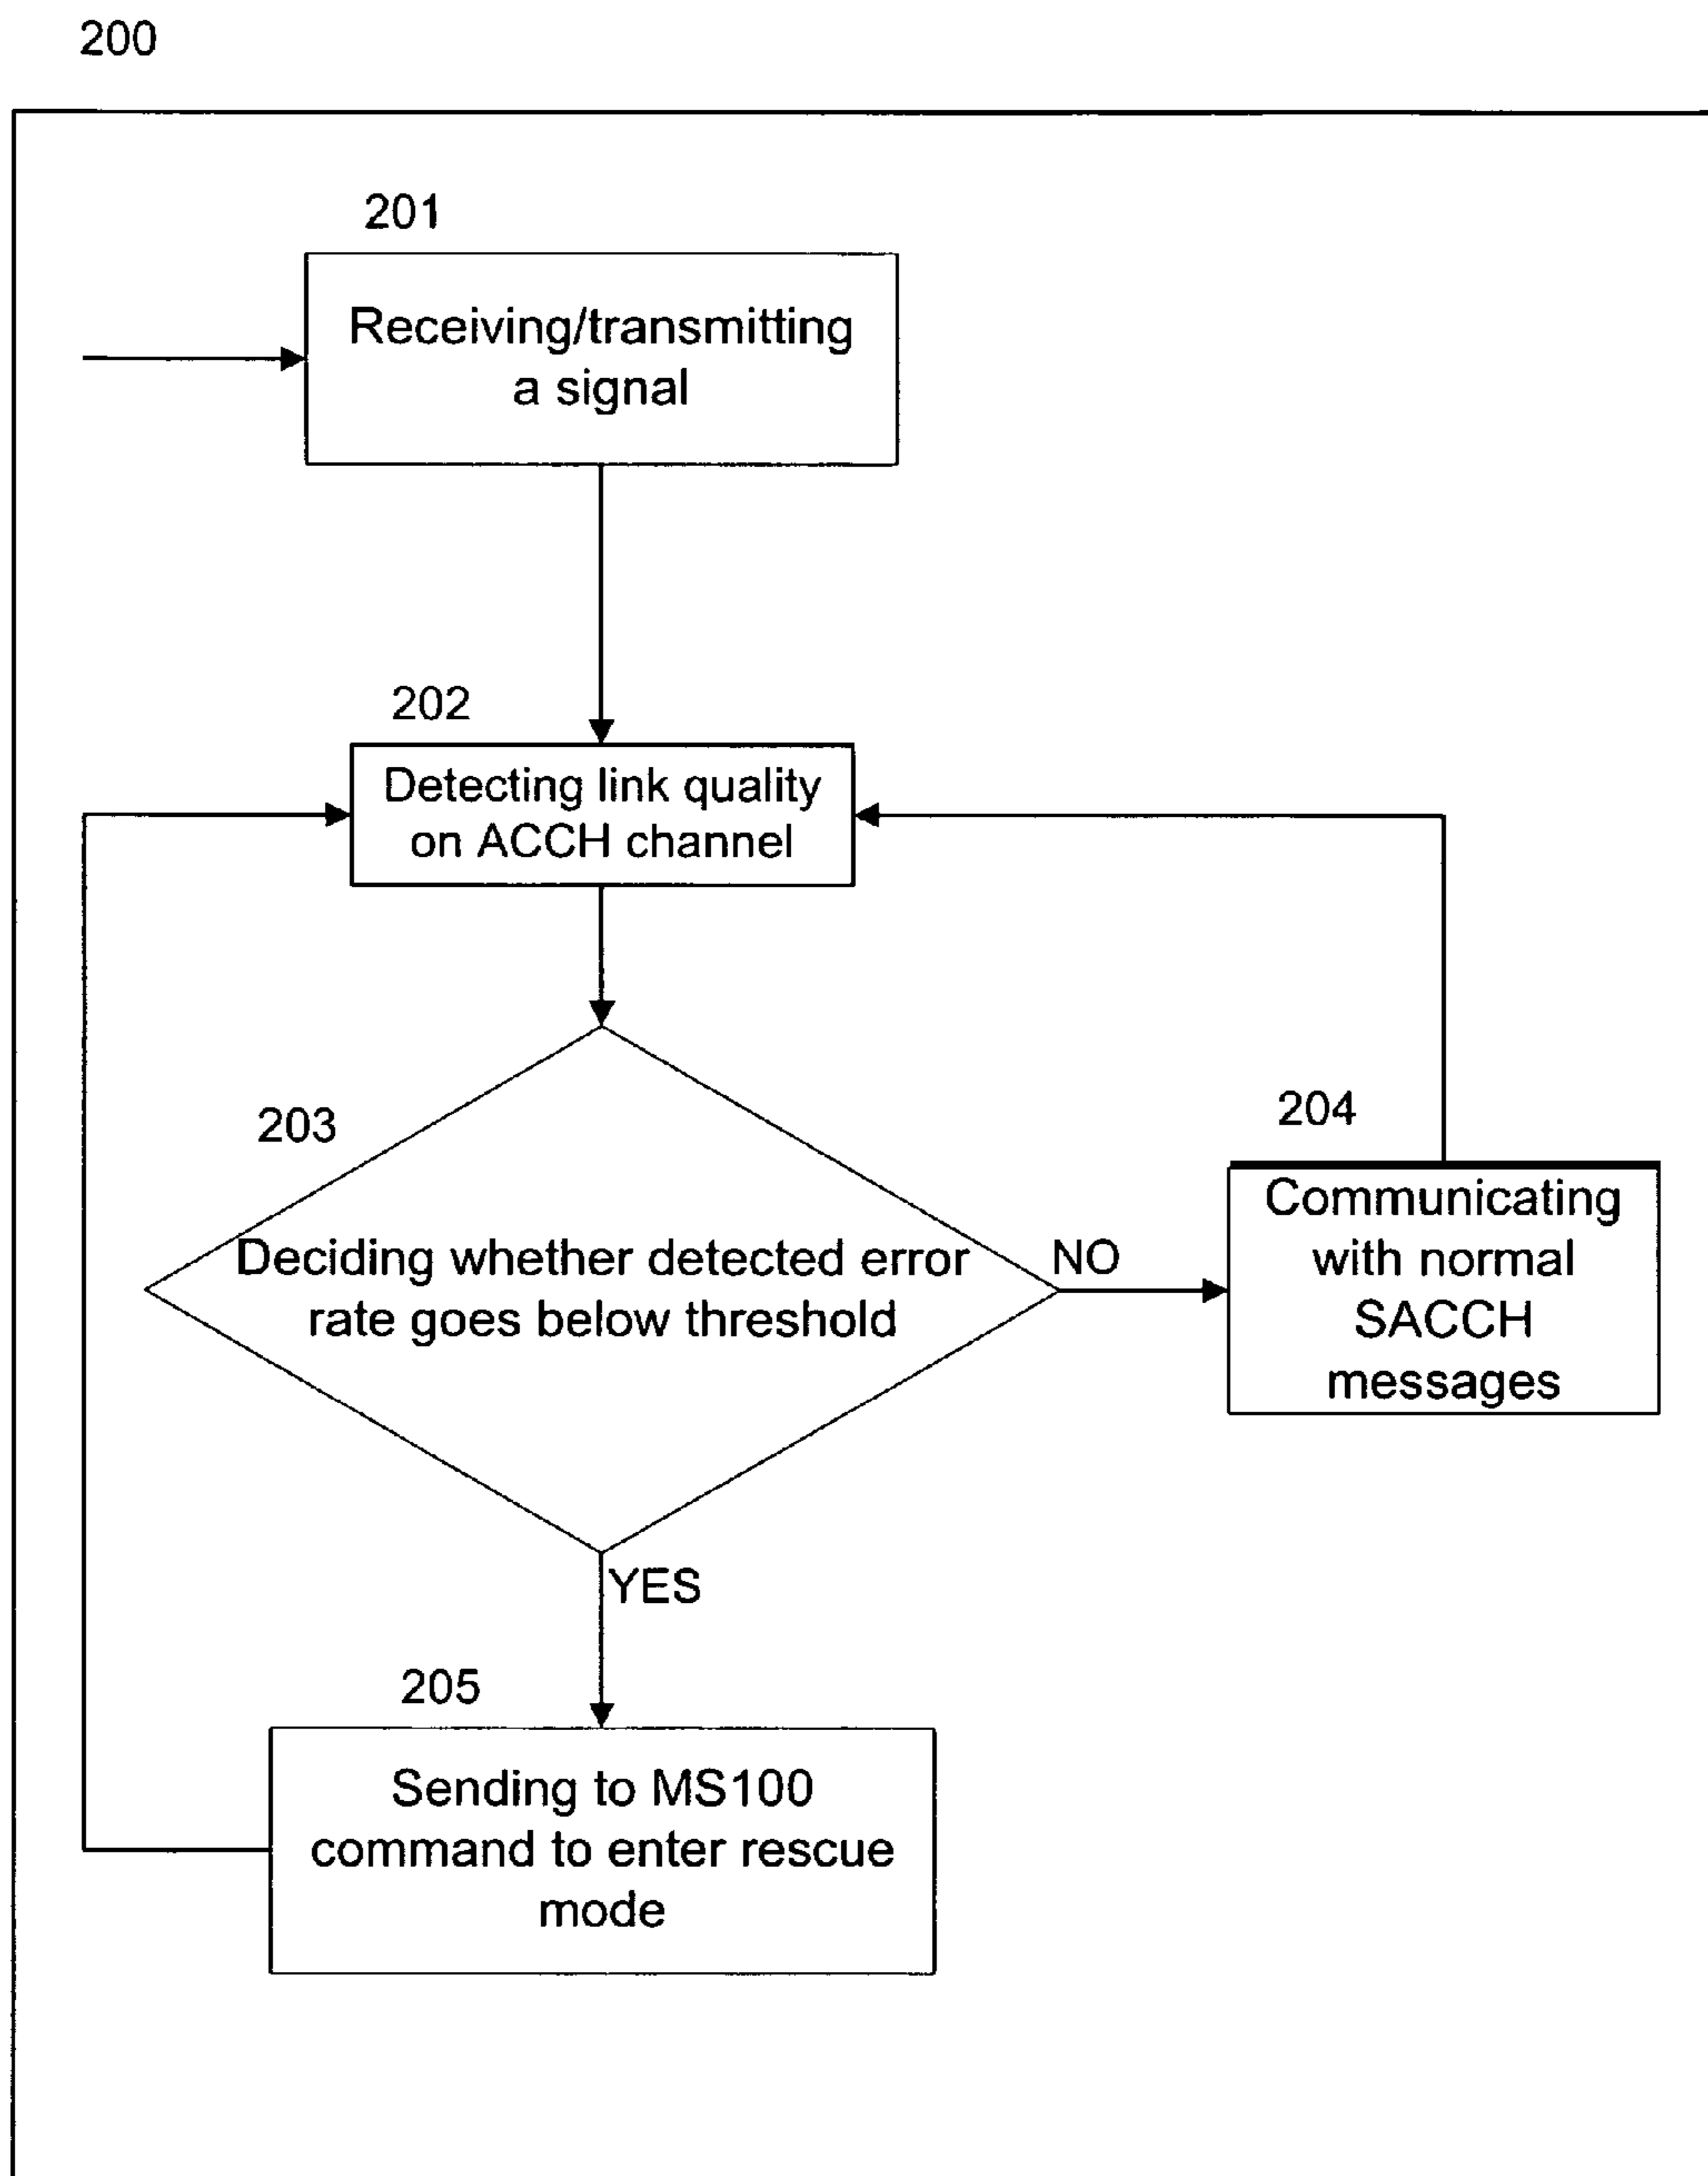 200
201
Receiving/transmitting
a signal
202
Detecting link quality
on ACCH channel
203
Deciding whether detected error
rate goes below threshold
NO
204
Communicating
with normal
SACCH
messages
YES
205
Sending to MS100
command to enter rescue
mode